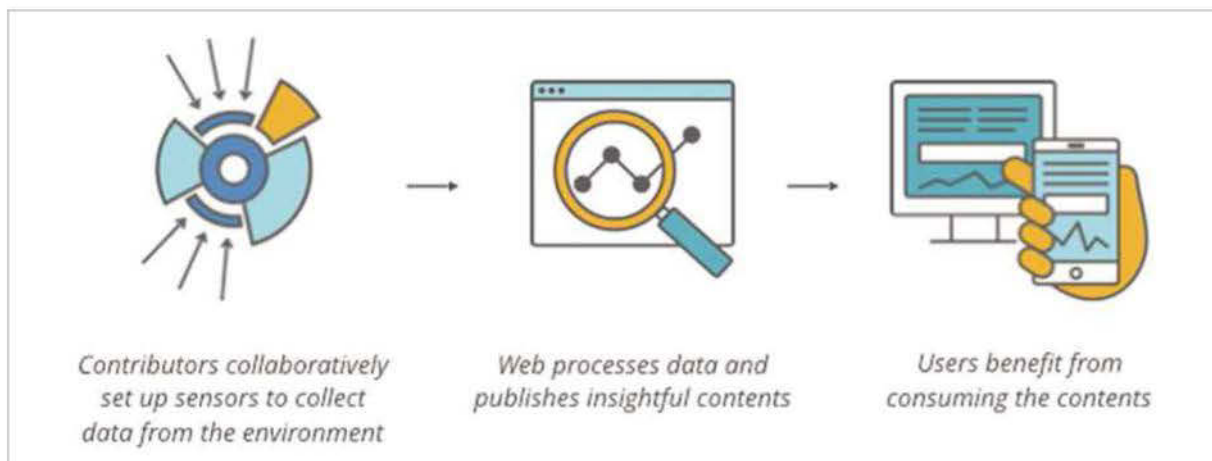 Contributors collaboratively
set up sensors to collect
data from the environment
Web processes data and
publishes insightful contents
Users benefit from
consuming the contents